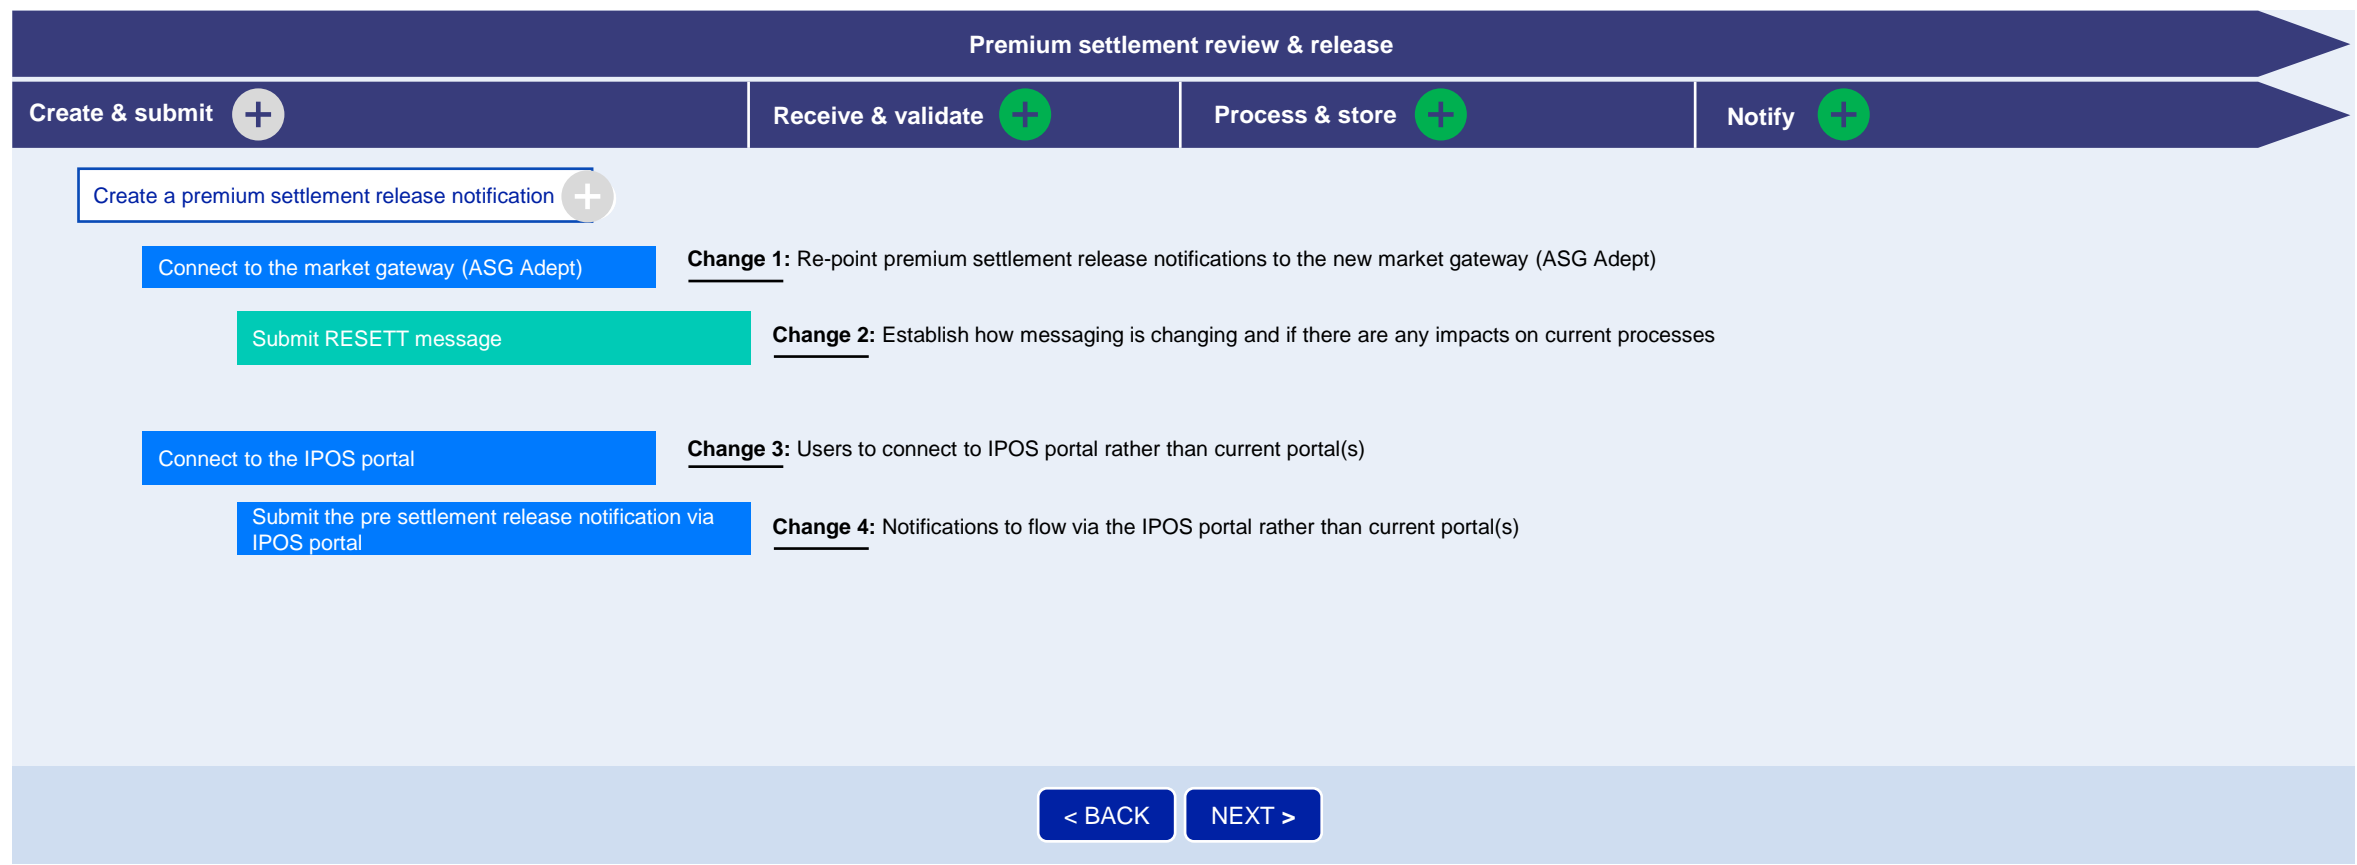 Premium settlement review & release
Create & submit
Receive & validate
Process & store
Notify
Create a premium settlement release notification
Connect to the market gateway (ASG Adept)
Change 1: Re-point premium settlement release notifications to the new market gateway (ASG Adept)
Submit RESETT message
Change 2: Establish how messaging is changing and if there are any impacts on current processes
Connect to the IPOS portal
Change 3: Users to connect to IPOS portal rather than current portal(s)
Submit the pre settlement release notification via
IPOS portal
Change 4: Notifications to flow via the IPOS portal rather than current portal(s)
< BACK
NEXT >